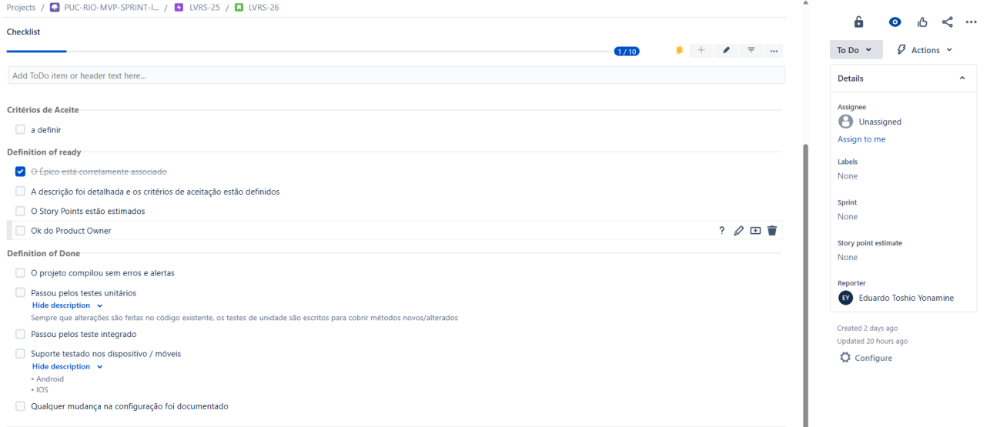 Projects / PUC-RIO-MVP-SPRINT-I... / LVRS-25 / LVRS-26
Checklist
1 / 10
Add ToDo item or header text here...
Critérios de Aceite
a definir
Definition of ready
O Épico está corretamente associado
A descrição foi detalhada e os critérios de aceitação estão definidos
O Story Points estão estimados
Ok do Product Owner
Definition of Done
O projeto compilou sem erros e alertas
Passou pelos testes unitários
Hide description
Sempre que alterações são feitas no código existente, os testes de unidade são escritos para cobrir métodos novos/alterados
Passou pelos teste integrado
Suporte testado nos dispositivo / móveis
Hide description
• Android
• IOS
Qualquer mudança na configuração foi documentado
To Do
Actions
Details
Assignee
Unassigned
Assign to me
Labels
None
Sprint
None
Story point estimate
None
Reporter
EY Eduardo Toshio Yonamine
Created 2 days ago
Updated 20 hours ago
Configure